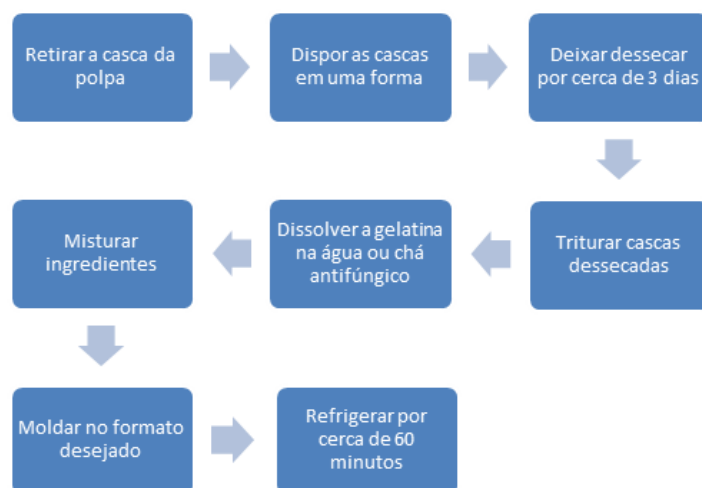 Retirar a casca da
polpa
Dispor as cascas
em uma forma
Deixar dessecar
por cerca de 3 dias
Triturar cascas
dessecadas
Dissolver a gelatina
na água ou chá
antifúngico
Misturar
ingredientes
Moldar no formato
desejado
Refrigerar por
cerca de 60
minutos